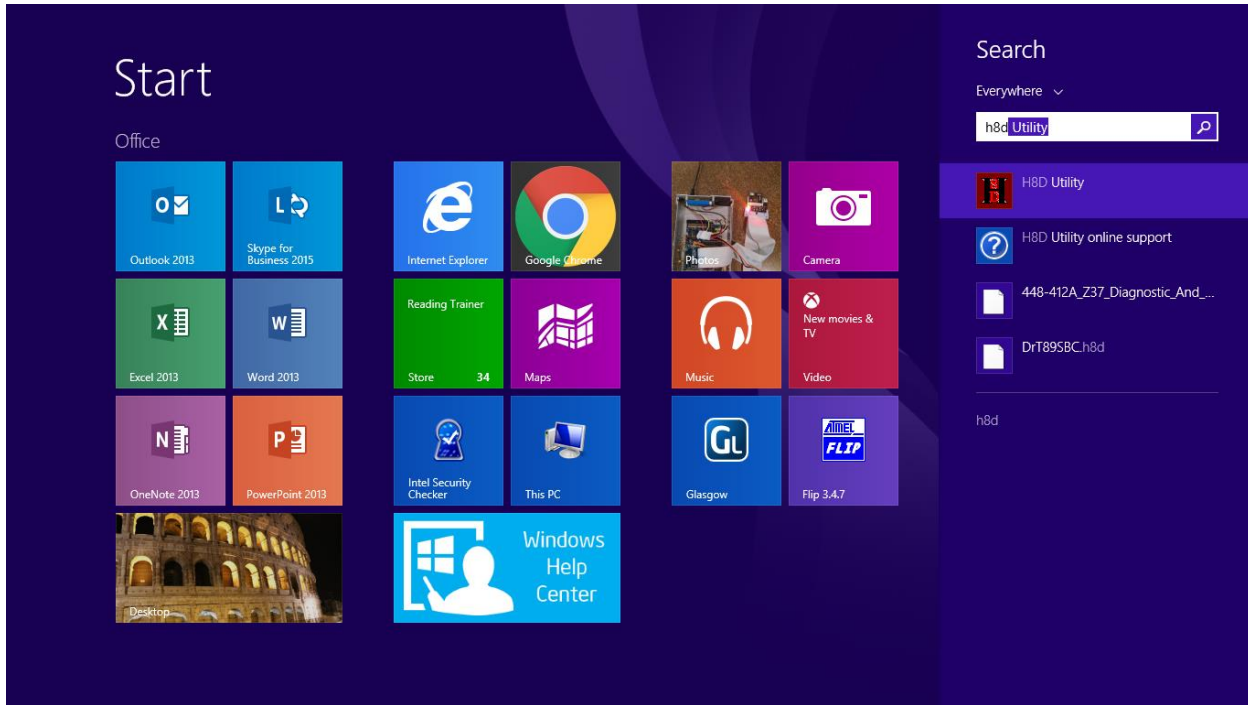 Start
Office
Outlook 2013
Skype for
Business 2015
Internet Explorer
Google Chrome
Photos
Camera
Excel 2013
Word 2013
Reading Trainer
Store 34
Maps
Music
New movies &
TV
Video
OneNote 2013
PowerPoint 2013
Intel Security
Checker
This PC
GL
Glasgow
ATMEL
FLIP
Flip 3.4.7
Desktop
Windows
Help
Center
Search
Everywhere
h8d Utility
H8D Utility
H8D Utility online support
448-412A_Z37_Diagnostic_And_...
DrT89SBC.h8d
h8d